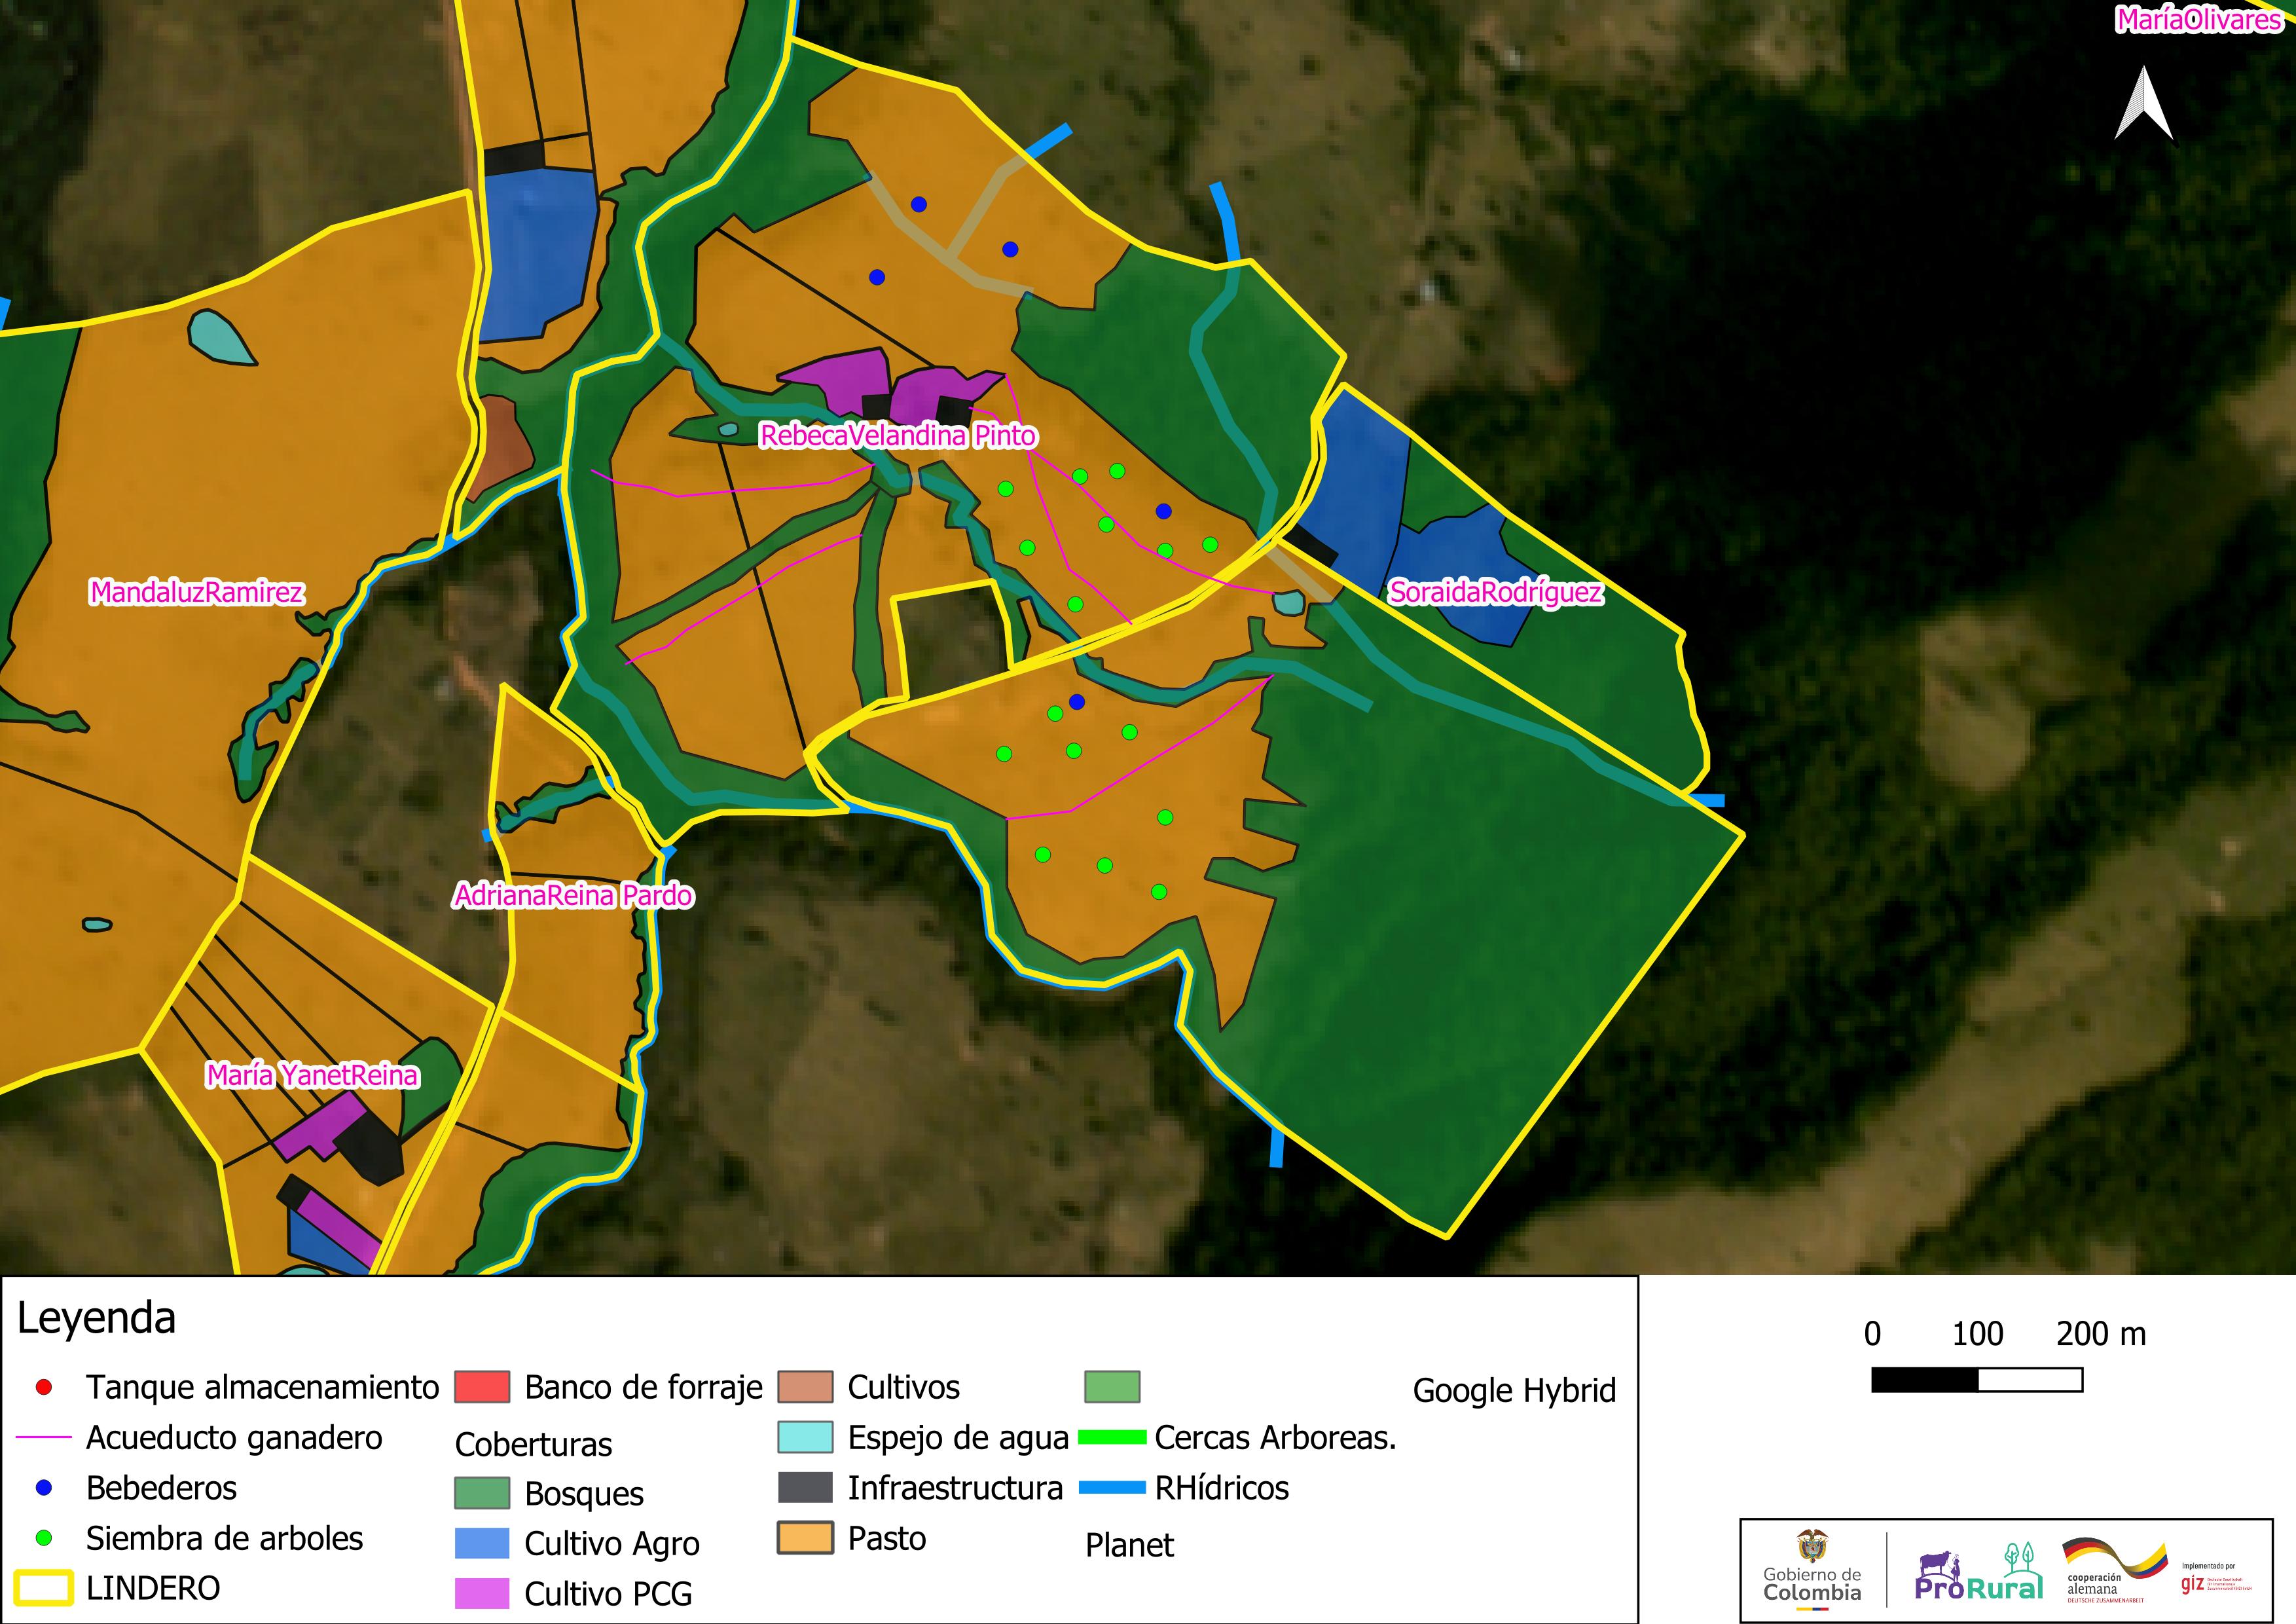 MaríaOlivares
RebecaVelandina Pinto
MandaluzRamirez
SoraidaRodríguez
AdrianaReina Pardo
María YanetReina
Leyenda
Tanque almacenamiento
Acueducto ganadero
Bebederos
Siembra de arboles
LINDERO
Banco de forraje
Coberturas
Bosques
Cultivo Agro
Cultivo PCG
Cultivos
Espejo de agua
Infraestructura
Pasto
Cercas Arboreas.
RHídricos
Planet
Google Hybrid
0 100 200 m
Gobierno de
Colombia
ProRural
cooperación
alemana
DEUTSCHE ZUSAMMENARBEIT
Implementado por
giz